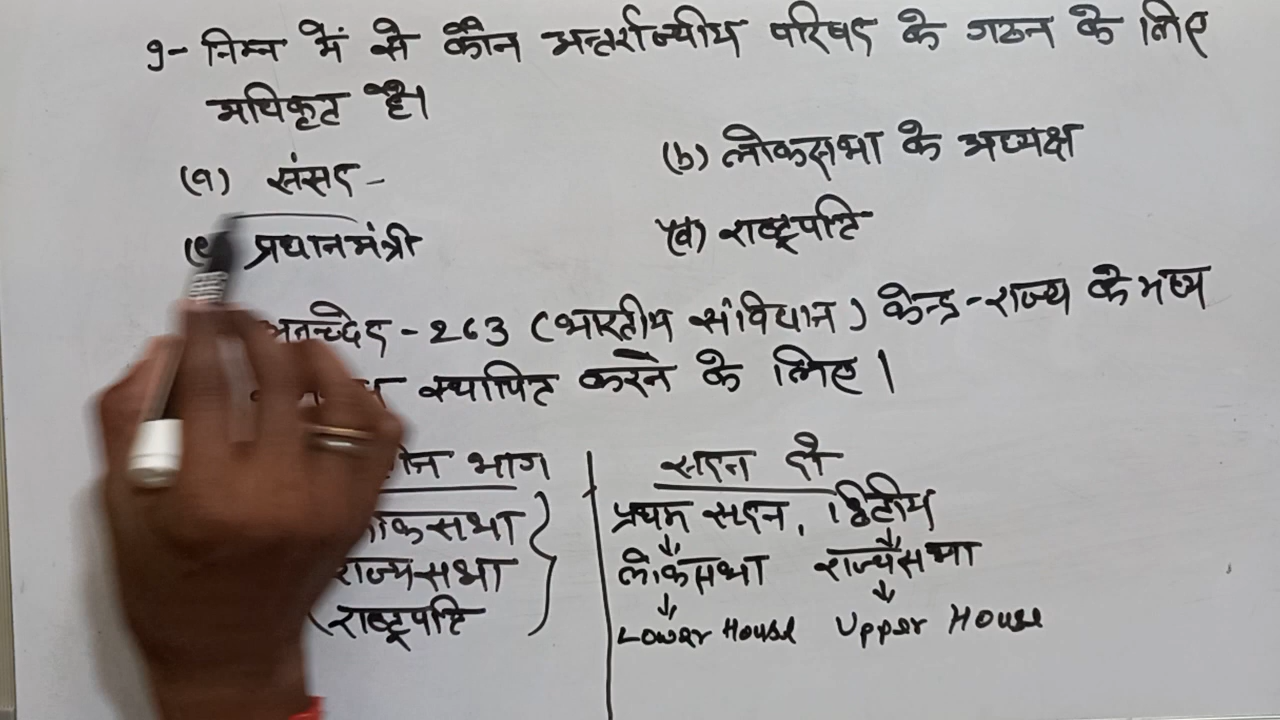 9- निम्न में से कौन अन्तर्राज्यीय परिषद के गठन के लिए
अधिकृत है।
(a) संसद -
(b) लोकसभा के अध्यक्ष
(c) प्रधानमंत्री
(d) राष्ट्रपति
अनुच्छेद - 263 (भारतीय संविधान) केन्द्र-राज्य के मध्य
स्थापित करने के लिए।
तीन भाग
लोकसभा
राज्यसभा
राष्ट्रपति
सदन दो
प्रथम सदन, द्वितीय
लोकसभा राज्यसभा
Lower House Upper House